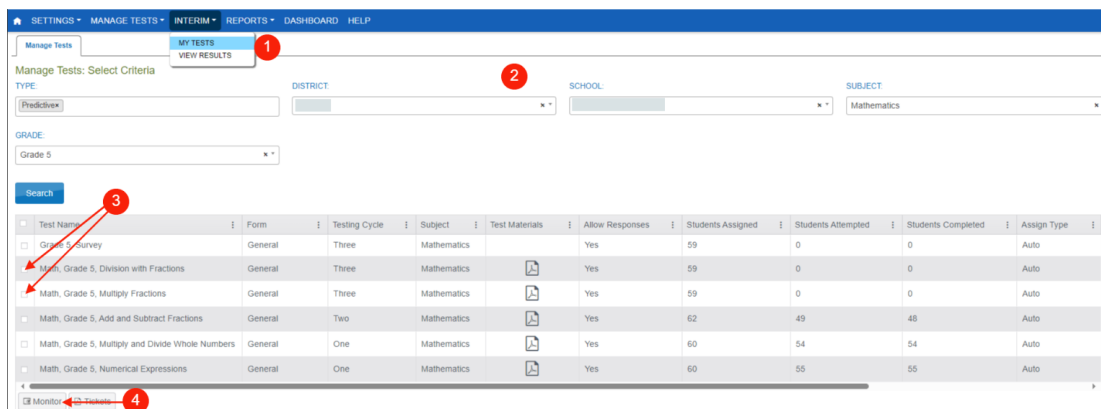 SETTINGS MANAGE TESTS INTERIM REPORTS DASHBOARD HELP
Manage Tests
MY TESTS
VIEW RESULTS
1
Manage Tests: Select Criteria
2
TYPE: DISTRICT: SCHOOL: SUBJECT:
Predictive× × × Mathematics ×
GRADE:
Grade 5 ×
Search
3
Test Name Form Testing Cycle Subject Test Materials Allow Responses Students Assigned Students Attempted Students Completed Assign Type
Grade 5, Survey General Three Mathematics Yes 59 0 0 Auto
Math, Grade 5, Division with Fractions General Three Mathematics Yes 59 0 0 Auto
Math, Grade 5, Multiply Fractions General Three Mathematics Yes 59 0 0 Auto
Math, Grade 5, Add and Subtract Fractions General Two Mathematics Yes 62 49 48 Auto
Math, Grade 5, Multiply and Divide Whole Numbers General One Mathematics Yes 60 54 54 Auto
Math, Grade 5, Numerical Expressions General One Mathematics Yes 60 55 55 Auto
Monitor Tickets 4